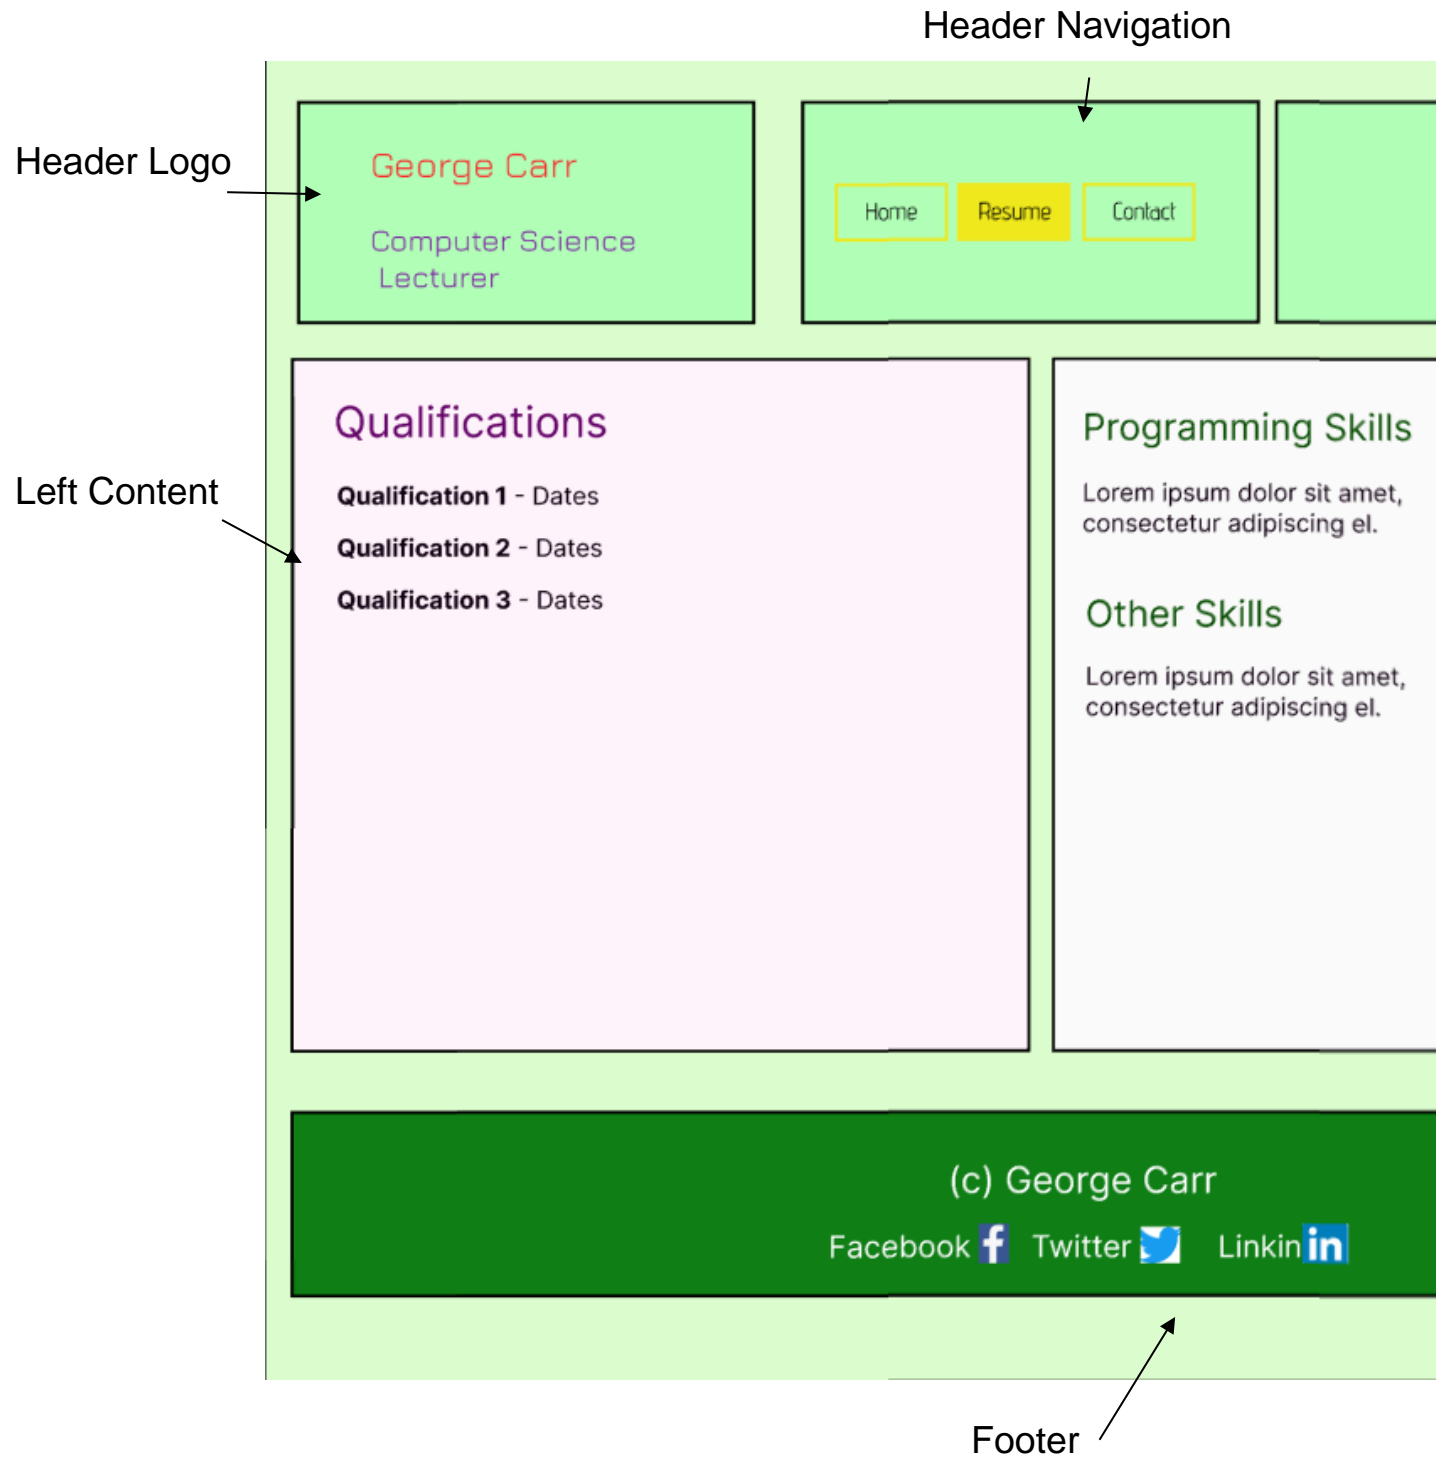 Header Navigation
Header Logo
George Carr
Computer Science
Lecturer
Home Resume Contact
Left Content
Qualifications
Qualification 1 - Dates
Qualification 2 - Dates
Qualification 3 - Dates
Programming Skills
Lorem ipsum dolor sit amet,
consectetur adipiscing el.
Other Skills
Lorem ipsum dolor sit amet,
consectetur adipiscing el.
(c) George Carr
Facebook f Twitter Linkin in
Footer